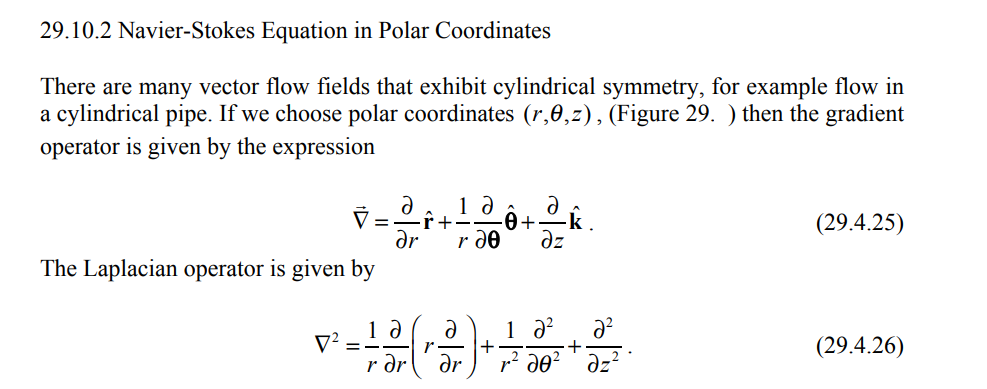 29.10.2 Navier-Stokes Equation in Polar Coordinates
There are many vector flow fields that exhibit cylindrical symmetry, for example flow in
a cylindrical pipe. If we choose polar coordinates (r,θ,z), (Figure 29. ) then the gradient
operator is given by the expression
∇⃗ = ∂/∂r r̂ + 1/r ∂/∂θ θ̂ + ∂/∂z k̂ . (29.4.25)
The Laplacian operator is given by
∇² = 1/r ∂/∂r ( r ∂/∂r ) + 1/r² ∂²/∂θ² + ∂²/∂z² . (29.4.26)